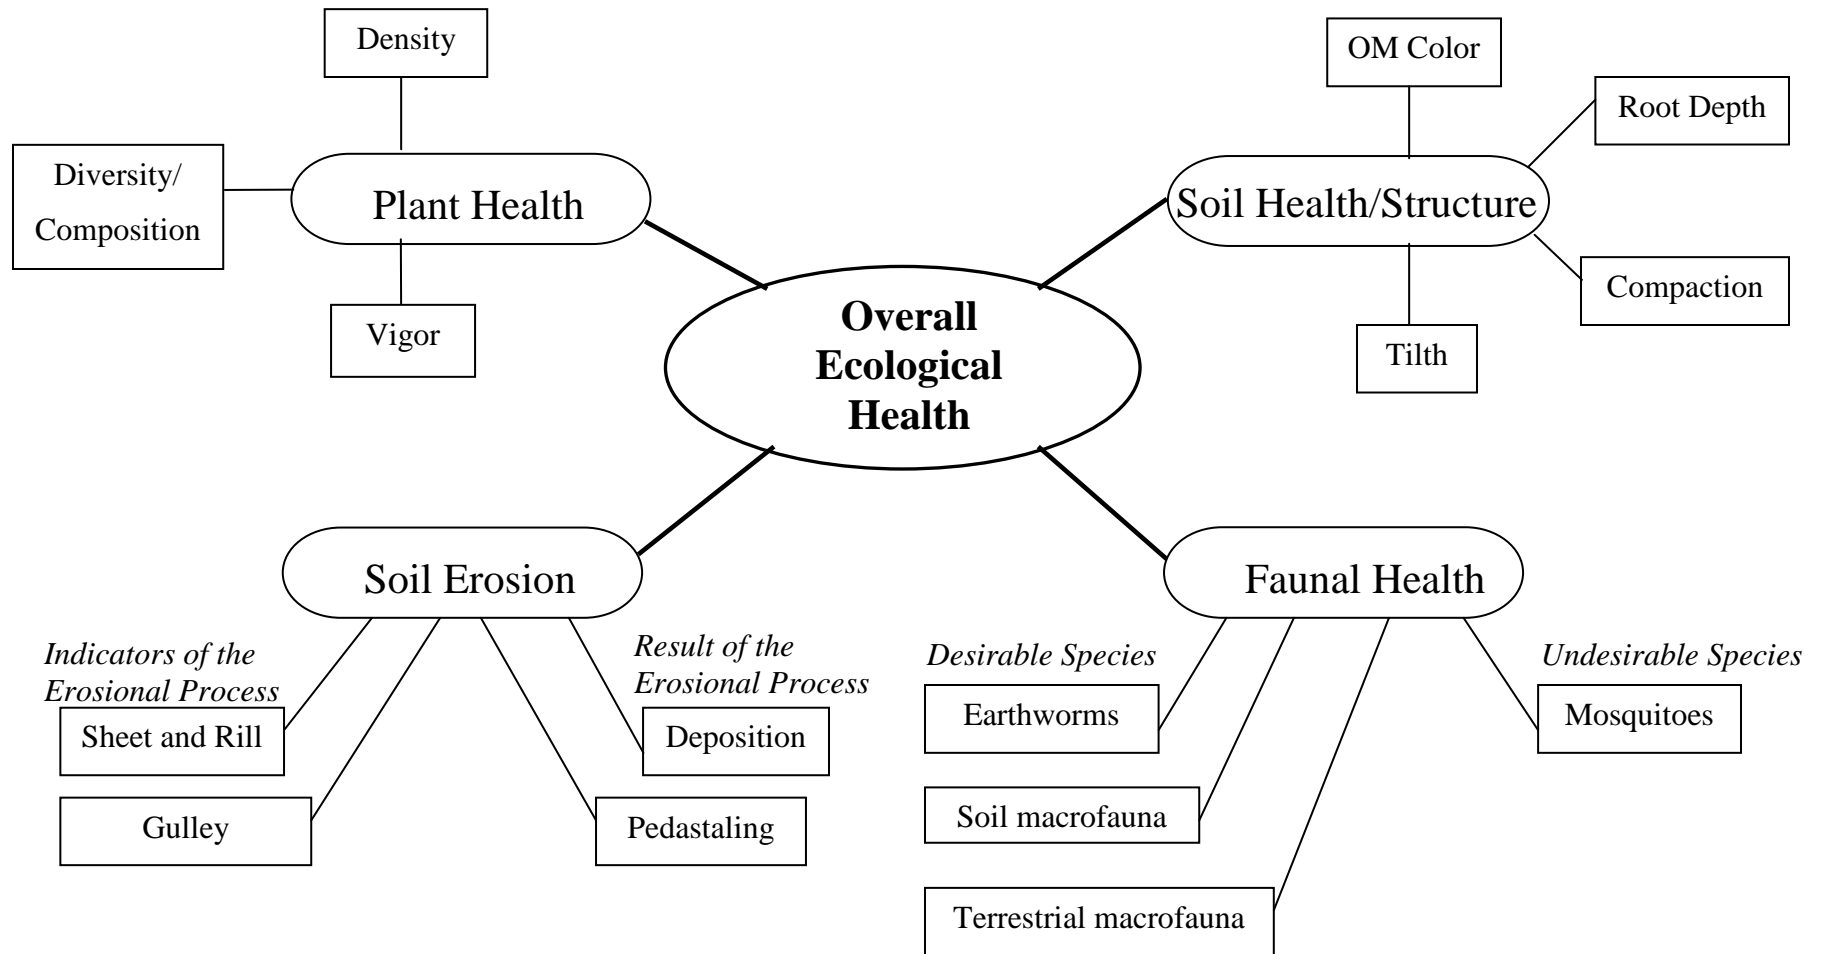 Density
OM Color
Root Depth
Diversity/
Composition
Plant Health
Soil Health/Structure
Vigor
Compaction
Tilth
Overall
Ecological
Health
Soil Erosion
Faunal Health
Indicators of the
Erosional Process
Result of the
Erosional Process
Desirable Species
Undesirable Species
Sheet and Rill
Deposition
Earthworms
Mosquitoes
Gulley
Pedastaling
Soil macrofauna
Terrestrial macrofauna